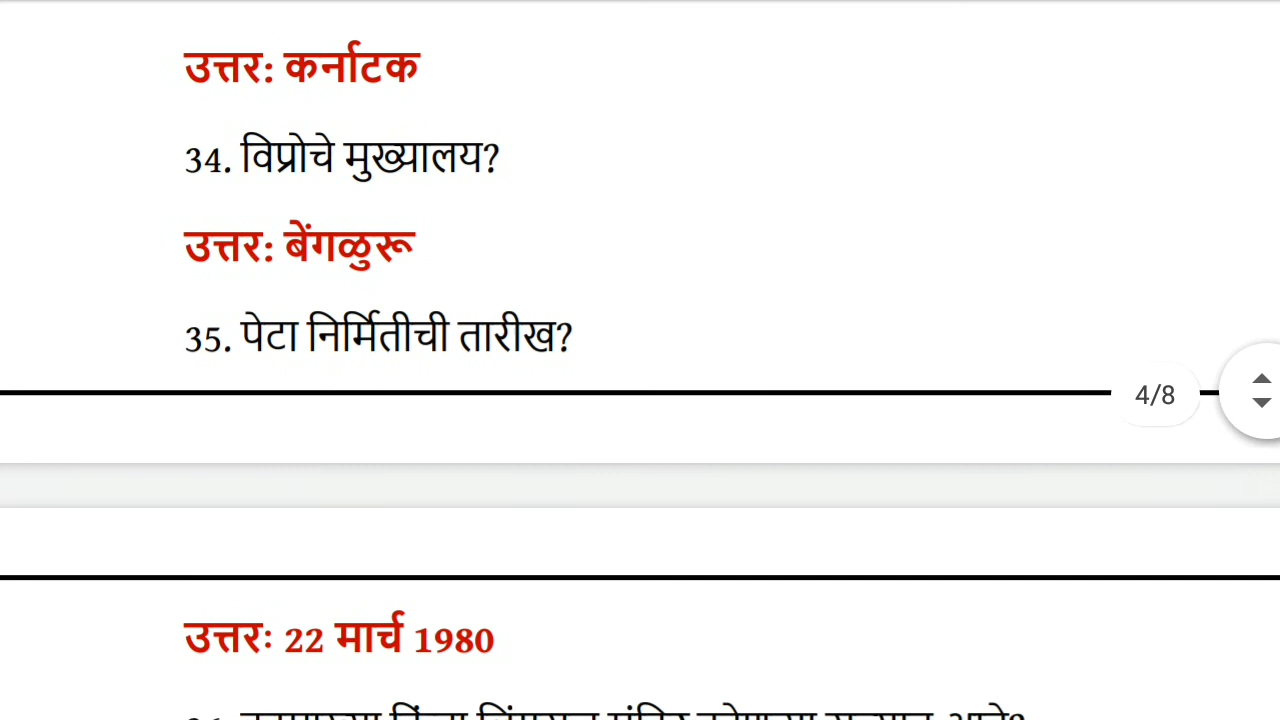 उत्तर: कर्नाटक
34. विप्रोचे मुख्यालय?
उत्तर: बेंगळुरू
35. पेटा निर्मितीची तारीख?
4/8
उत्तरः 22 मार्च 1980